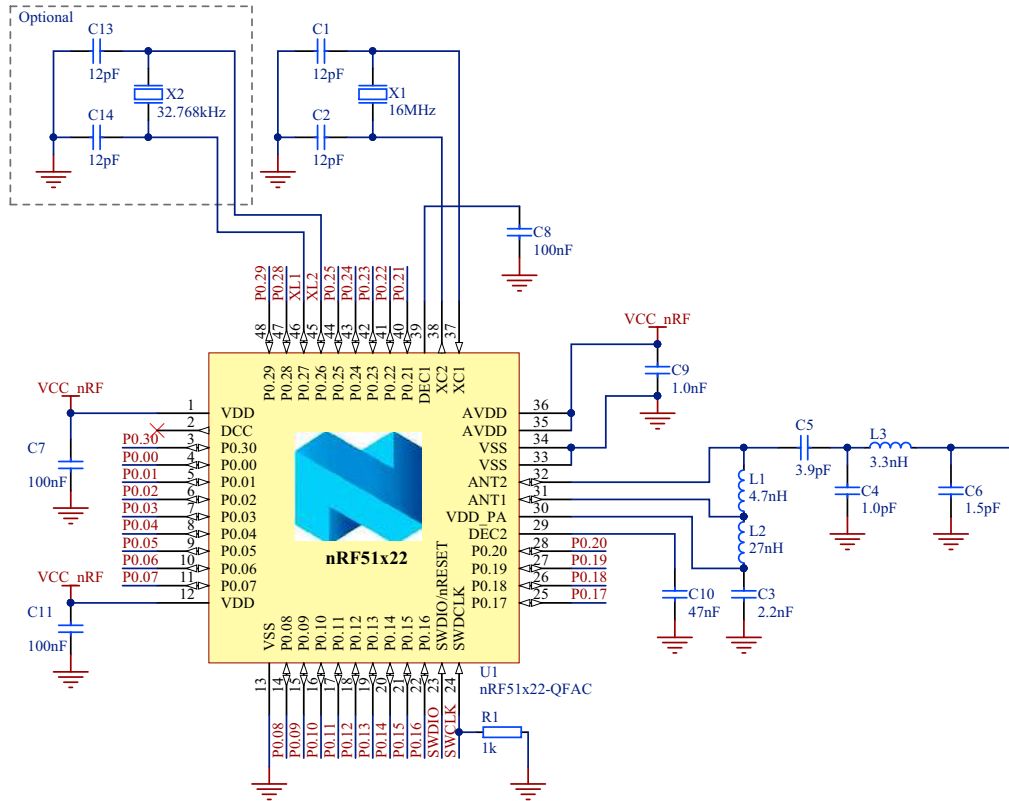 Optional
C13
12pF
X2
32.768kHz
C14
12pF
C1
12pF
X1
16MHz
C2
12pF
C8
100nF
P0.29
P0.28
XL1
XL2
P0.25
P0.24
P0.23
P0.22
P0.21
48
47
46
45
44
43
42
41
40
39
38
37
P0.29
P0.28
P0.27
P0.26
P0.25
P0.24
P0.23
P0.22
P0.21
DEC1
XC2
XC1
VCC_nRF
C7
100nF
VCC_nRF
C11
100nF
P0.30
P0.00
P0.01
P0.02
P0.03
P0.04
P0.05
P0.06
P0.07
1 VDD
2 DCC
3 P0.30
4 P0.00
5 P0.01
6 P0.02
7 P0.03
8 P0.04
9 P0.05
10 P0.06
11 P0.07
12 VDD
nRF51x22
AVDD 36
AVDD 35
VSS 34
VSS 33
ANT2 32
ANT1 31
VDD_PA 30
DEC2 29
P0.20 28 P0.20
P0.19 27 P0.19
P0.18 26 P0.18
P0.17 25 P0.17
VCC_nRF
C9
1.0nF
C5
3.9pF
L3
3.3nH
L1
4.7nH
C4
1.0pF
C6
1.5pF
L2
27nH
C10
47nF
C3
2.2nF
VSS
P0.08
P0.09
P0.10
P0.11
P0.12
P0.13
P0.14
P0.15
P0.16
SWDIO/nRESET
SWDCLK
13
14
15
16
17
18
19
20
21
22
23
24
P0.08
P0.09
P0.10
P0.11
P0.12
P0.13
P0.14
P0.15
P0.16
SWDIO
SWCLK
U1
nRF51x22-QFAC
R1
1k